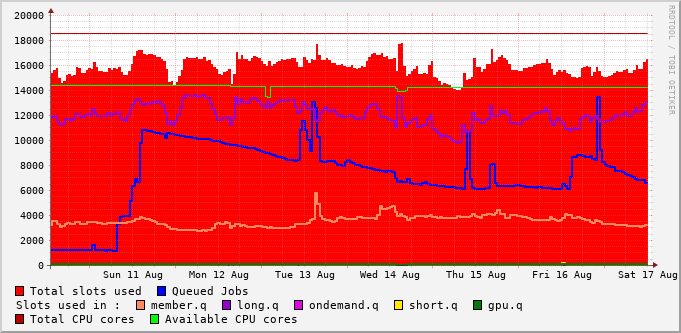 20000
18000
16000
14000
12000
10000
8000
6000
4000
2000
0
Sun 11 Aug Mon 12 Aug Tue 13 Aug Wed 14 Aug Thu 15 Aug Fri 16 Aug Sat 17 Aug
Total slots used Queued Jobs
Slots used in : member.q long.q ondemand.q short.q gpu.q
Total CPU cores Available CPU cores
RRDTOOL / TOBI OETIKER